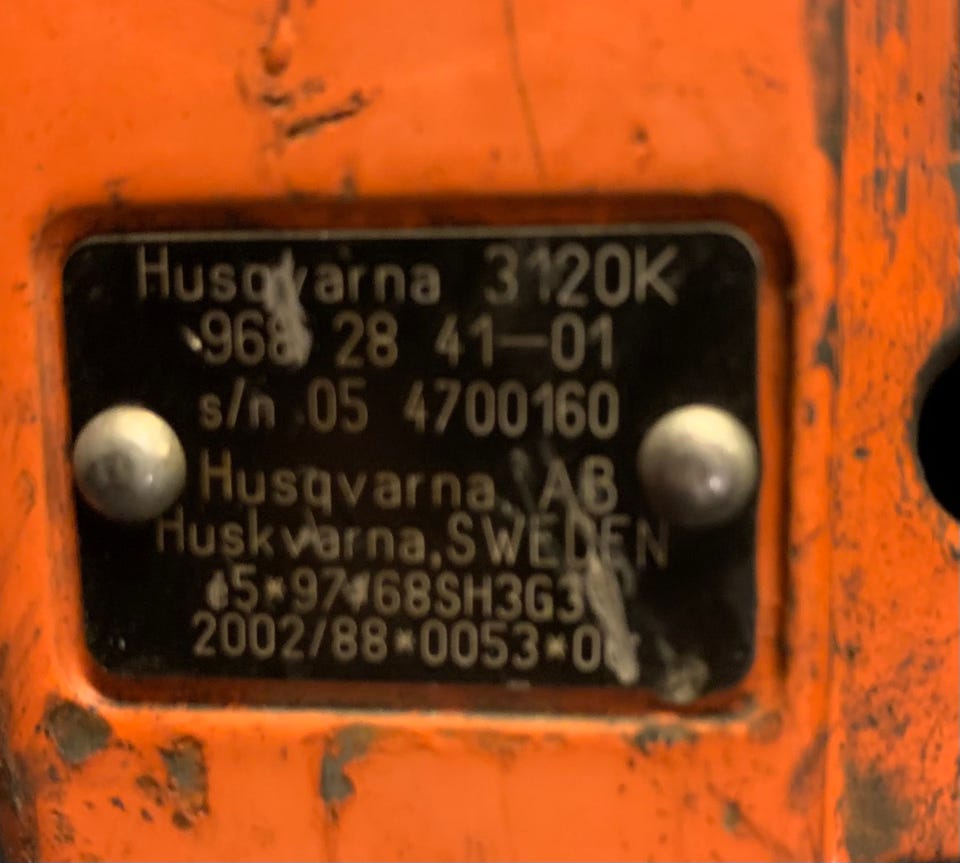 Husqvarna 3120K
968 28 41-01
s/n 05 4700160
Husqvarna, AB
Huskvarna, SWEDEN
2002/88*0053*